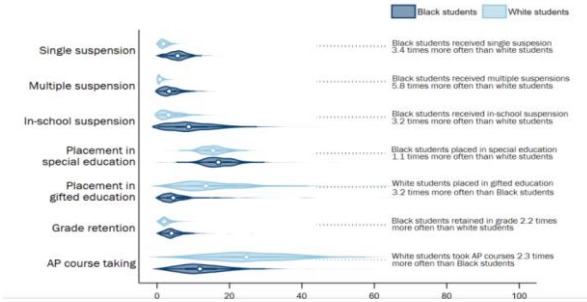 Black students White students
Single suspension
Black students received single suspesion
3.4 times more often than white students
Multiple suspension
Black students received multiple suspensions
5.8 times more often than white students
In-school suspension
Black students received in-school suspension
3.2 times more often than white students
Placement in
special education
Black students placed in special education
1.1 times more often than white students
Placement in
gifted education
White students placed in gifted education
3.2 times more often than Black students
Grade retention
Black students retained in grade 2.2 times
more often than white students
AP course taking
White students took AP courses 2.3 times
more often than Black students
0 20 40 60 80 100